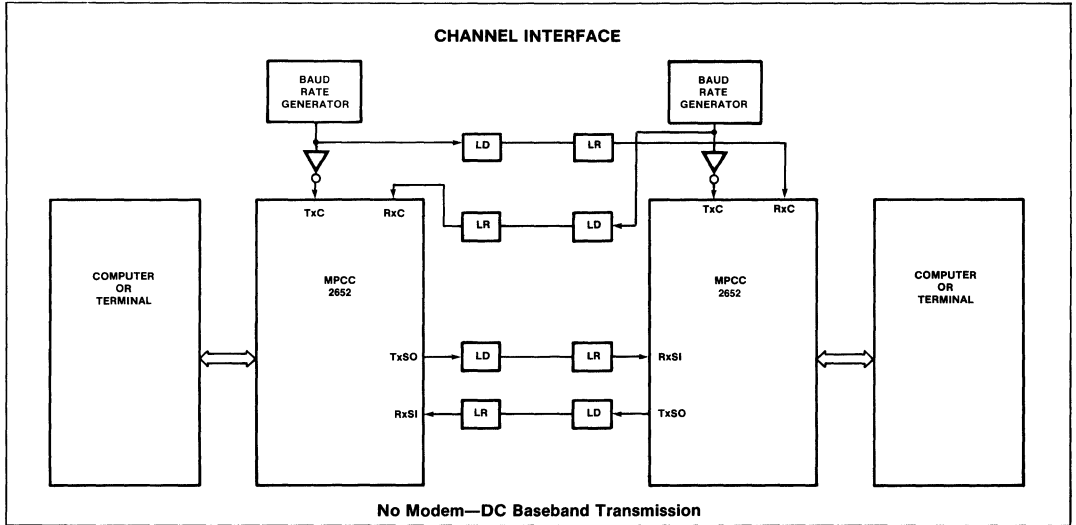 CHANNEL INTERFACE
BAUD
RATE
GENERATOR
BAUD
RATE
GENERATOR
LD
LR
TxC
RxC
LR
LD
TxC
RxC
COMPUTER
OR
TERMINAL
MPCC
2652
MPCC
2652
COMPUTER
OR
TERMINAL
TxSO
LD
LR
RxSI
RxSI
LR
LD
TxSO
No Modem—DC Baseband Transmission